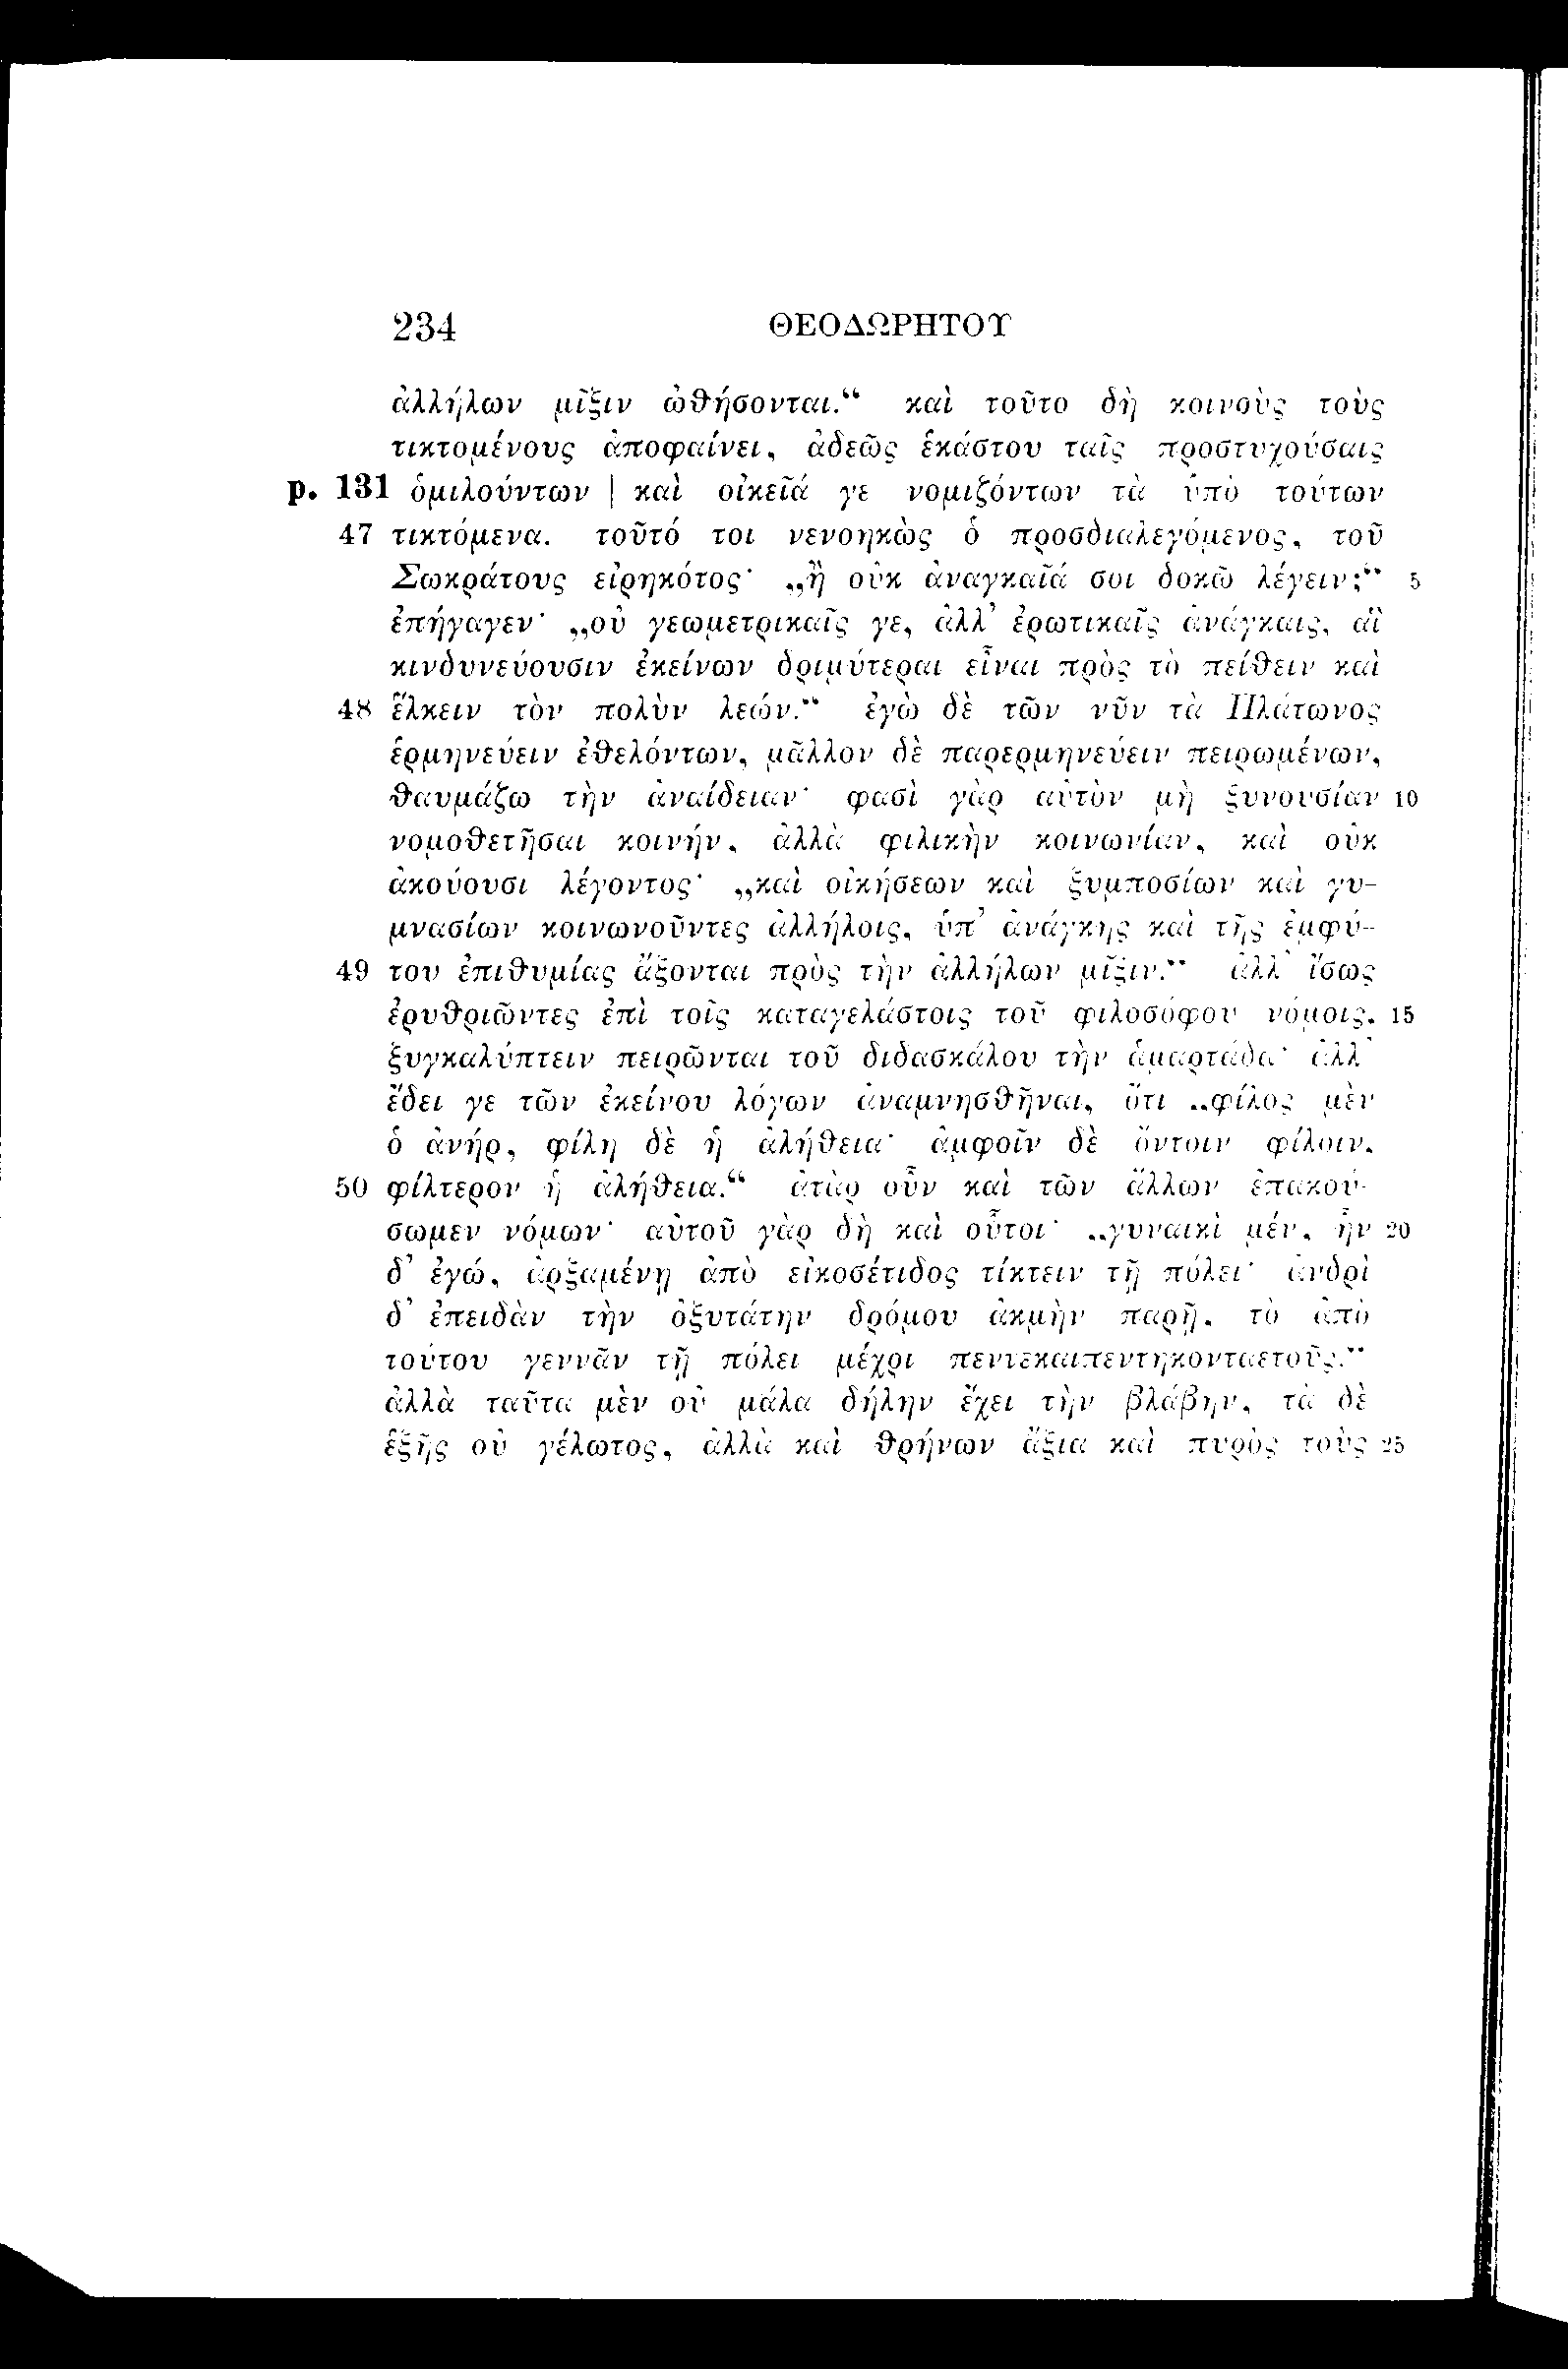 234 ΘΕΟΔΩΡΗΤΟΥ
ἀλλήλων μῖξιν ὠθήσονται.“ καὶ τοῦτο δὴ κοινοὺς τοὺς
τικτομένους ἀποφαίνει, ἀδεῶς ἑκάστου ταῖς προστυχούσαις
p. 131 ὁμιλούντων | καὶ οἰκεῖά γε νομιζόντων τὰ ὑπὸ τούτων
47 τικτόμενα. τοῦτό τοι νενοηκὼς ὁ προσδιαλεγόμενος, τοῦ
Σωκράτους εἰρηκότος· „ἢ οὐκ ἀναγκαῖά σοι δοκῶ λέγειν;“ 5
ἐπήγαγεν· „οὐ γεωμετρικαῖς γε, ἀλλ’ ἐρωτικαῖς ἀνάγκαις, αἳ
κινδυνεύουσιν ἐκείνων δριμύτεραι εἶναι πρὸς τὸ πείθειν καὶ
48 ἕλκειν τὸν πολὺν λεών.“ ἐγὼ δὲ τῶν νῦν τὰ Πλάτωνος
ἑρμηνεύειν ἐθελόντων, μᾶλλον δὲ παρερμηνεύειν πειρωμένων,
θαυμάζω τὴν ἀναίδειαν· φασὶ γὰρ αὐτὸν μὴ ξυνουσίαν 10
νομοθετῆσαι κοινήν, ἀλλὰ φιλικὴν κοινωνίαν, καὶ οὐκ
ἀκούουσι λέγοντος· „καὶ οἰκήσεων καὶ ξυμποσίων καὶ γυ-
μνασίων κοινωνοῦντες ἀλλήλοις, ὑπ’ ἀνάγκης καὶ τῆς ἐμφύ-
49 του ἐπιθυμίας ἄξονται πρὸς τὴν ἀλλήλων μῖξιν.“ ἀλλ’ ἴσως
ἐρυθριῶντες ἐπὶ τοῖς καταγελάστοις τοῦ φιλοσόφου νόμοις, 15
ξυγκαλύπτειν πειρῶνται τοῦ διδασκάλου τὴν ἁμαρτάδα· ἀλλ’
ἔδει γε τῶν ἐκείνου λόγων ἀναμνησθῆναι, ὅτι „φίλος μὲν
ὁ ἀνήρ, φίλη δὲ ἡ ἀλήθεια· ἀμφοῖν δὲ ὄντοιν φίλοιν,
50 φίλτερον ἡ ἀλήθεια.“ ἀτὰρ οὖν καὶ τῶν ἄλλων ἐπακού-
σωμεν νόμων· αὐτοῦ γὰρ δὴ καὶ οὗτοι· „γυναικὶ μέν, ἦν 20
δ’ ἐγώ, ἀρξαμένῃ ἀπὸ εἰκοσέτιδος τίκτειν τῇ πόλει· ἀνδρὶ
δ’ ἐπειδὰν τὴν ὀξυτάτην δρόμου ἀκμὴν παρῇ, τὸ ἀπὸ
τούτου γεννᾶν τῇ πόλει μέχρι πεντεκαιπεντηκονταετοῦς.“
ἀλλὰ ταῦτα μὲν οὐ μάλα δήλην ἔχει τὴν βλάβην, τὰ δὲ
ἑξῆς οὐ γέλωτος, ἀλλὰ καὶ θρήνων ἄξια καὶ πυρὸς τοὺς 25